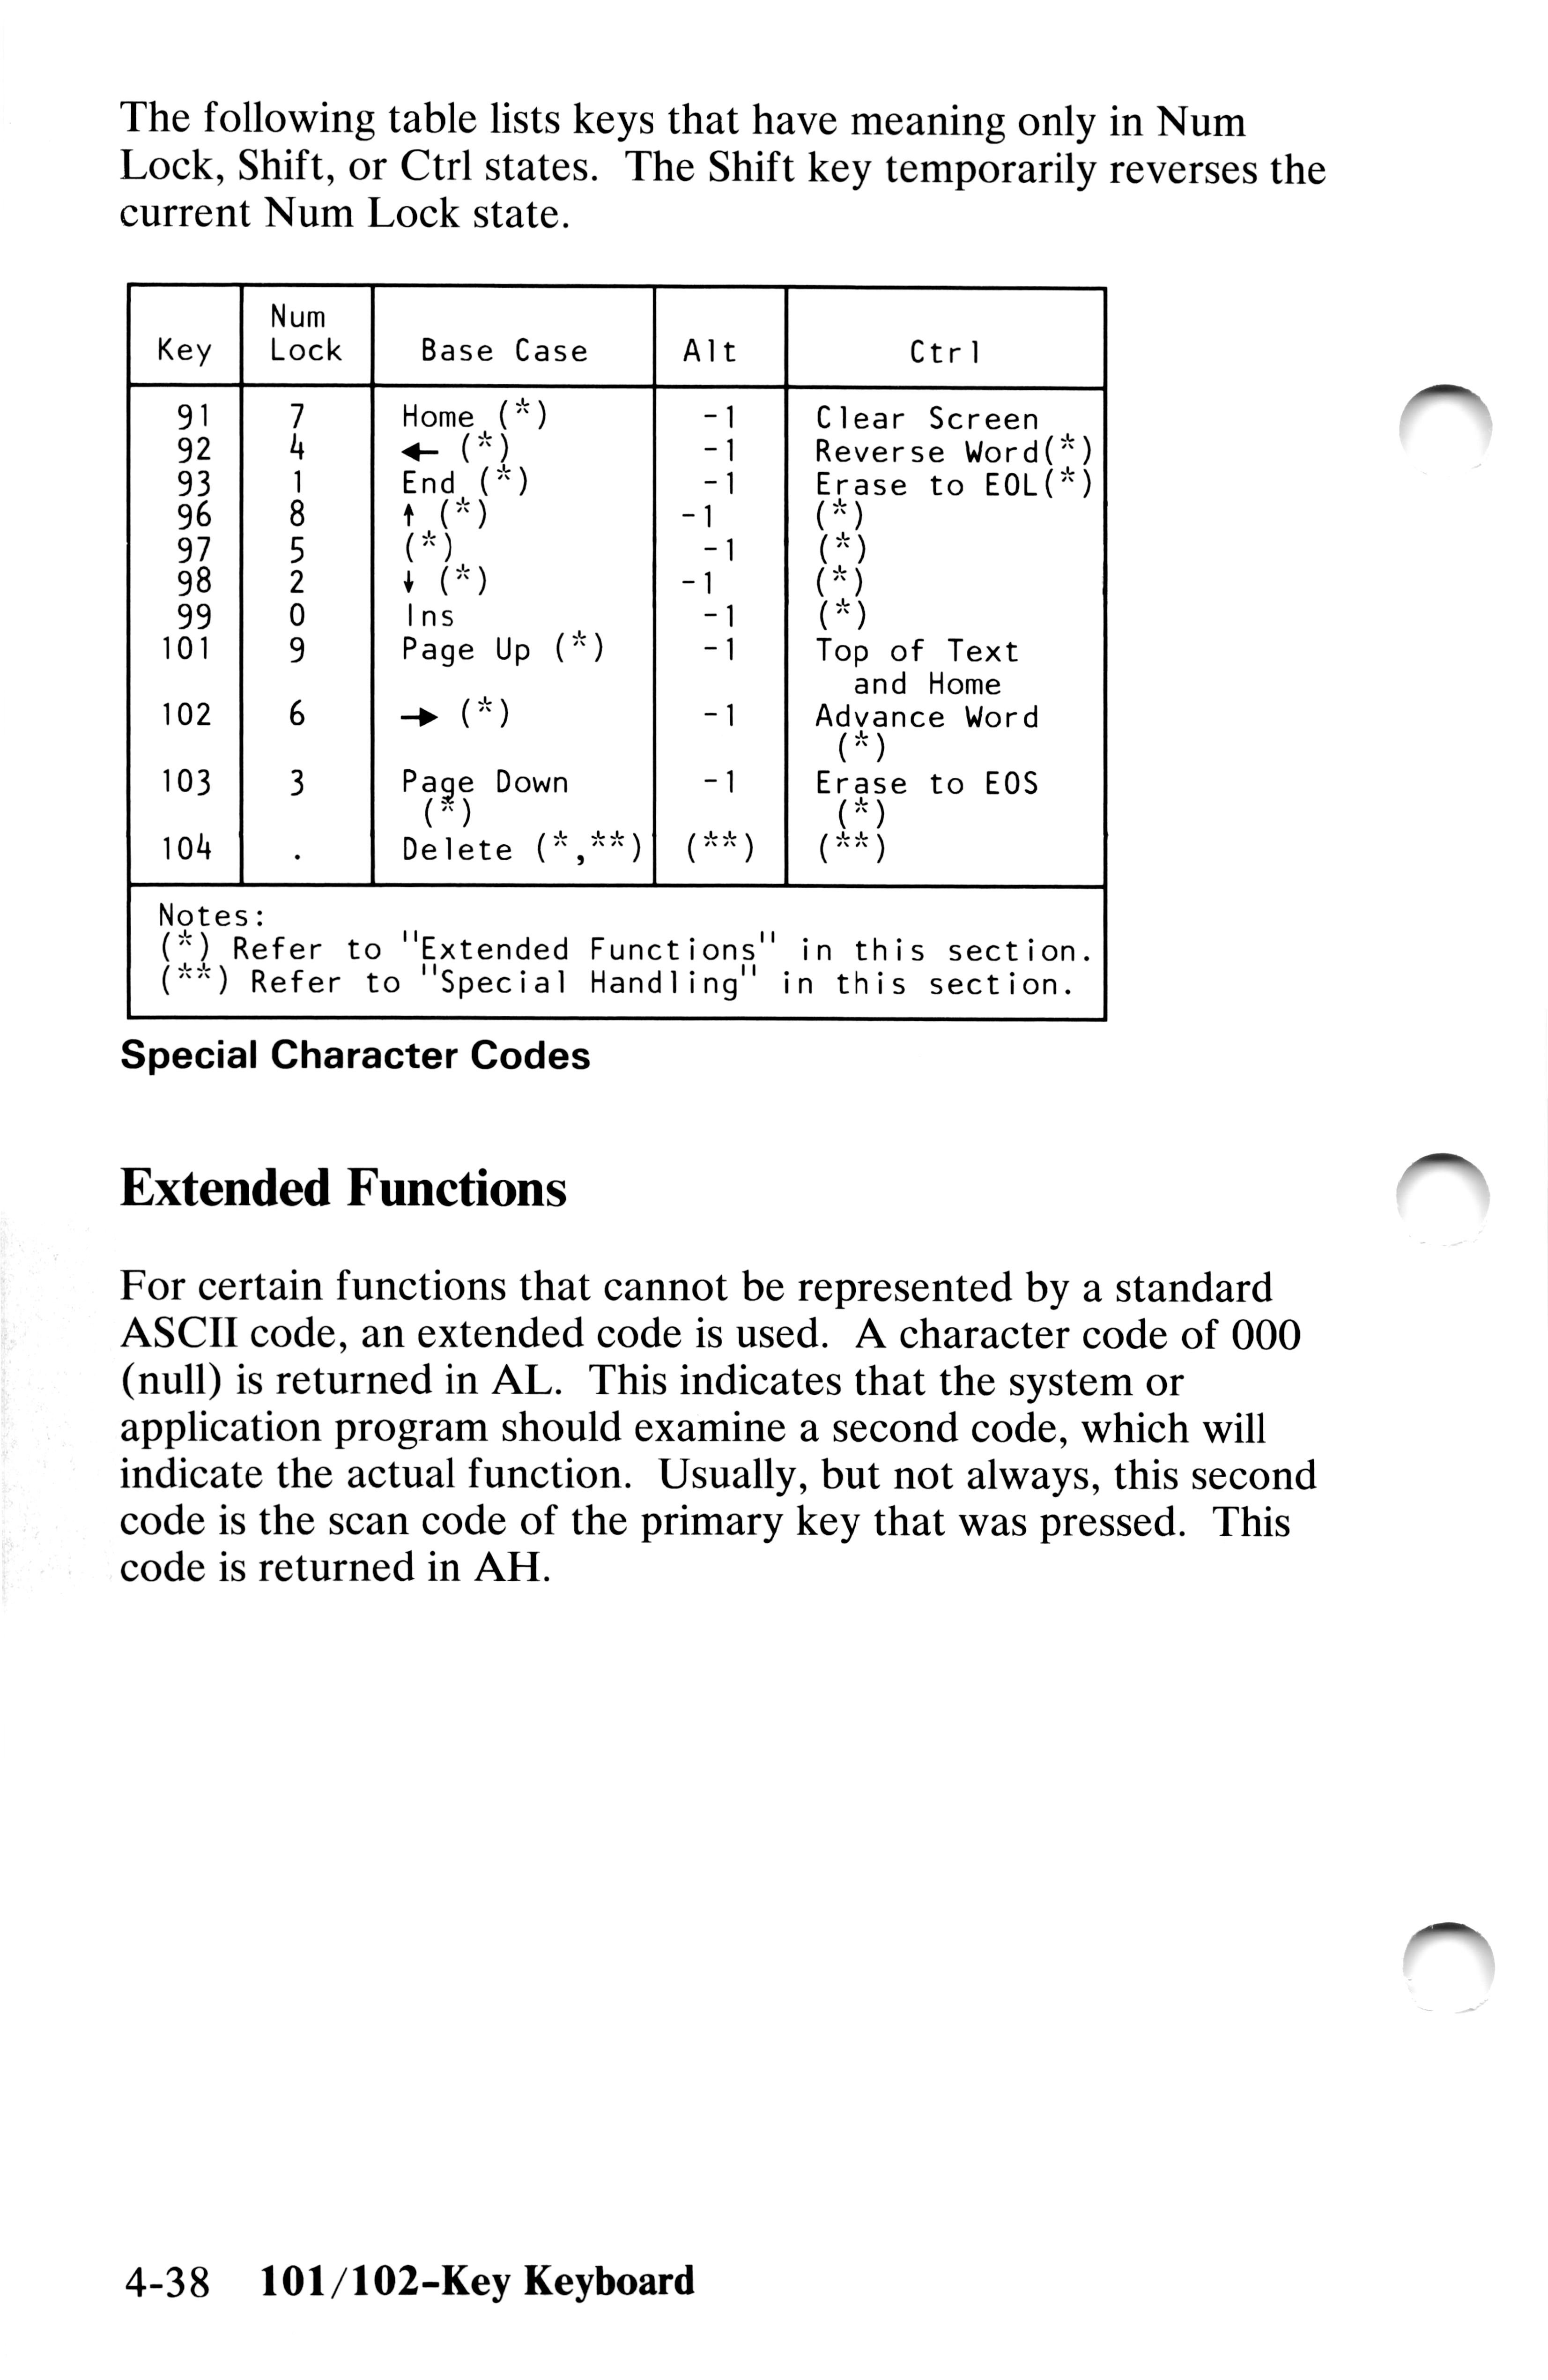 The following table lists keys that have meaning only in Num
Lock, Shift, or Ctrl states.  The Shift key temporarily reverses the
current Num Lock state.
Key | Num Lock | Base Case | Alt | Ctrl
91 | 7 | Home (*) | -1 | Clear Screen
92 | 4 | ← (*) | -1 | Reverse Word(*)
93 | 1 | End (*) | -1 | Erase to EOL(*)
96 | 8 | ↑ (*) | -1 | (*)
97 | 5 | (*) | -1 | (*)
98 | 2 | ↓ (*) | -1 | (*)
99 | 0 | Ins | -1 | (*)
101 | 9 | Page Up (*) | -1 | Top of Text
and Home
102 | 6 | → (*) | -1 | Advance Word
(*)
103 | 3 | Page Down | -1 | Erase to EOS
(*) | (*)
104 | . | Delete (*,**) | (**) | (**)
Notes:
(*) Refer to "Extended Functions" in this section.
(**) Refer to "Special Handling" in this section.
Special Character Codes
Extended Functions
For certain functions that cannot be represented by a standard
ASCII code, an extended code is used.  A character code of 000
(null) is returned in AL.  This indicates that the system or
application program should examine a second code, which will
indicate the actual function.  Usually, but not always, this second
code is the scan code of the primary key that was pressed.  This
code is returned in AH.
4-38 101/102-Key Keyboard